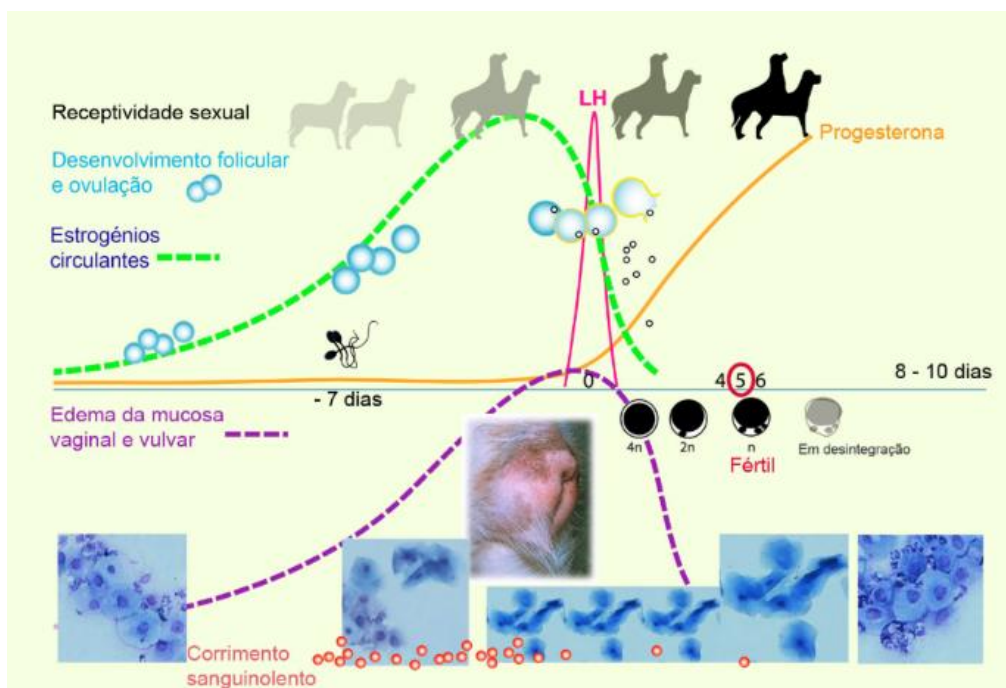 Receptividade sexual
LH
Progesterona
Desenvolvimento folicular
e ovulação
Estrogénios
circulantes
- 7 dias
0
4 5 6
8 - 10 dias
Edema da mucosa
vaginal e vulvar
4n
2n
n
Em desintegração
Fértil
Corrimento
sanguinolento